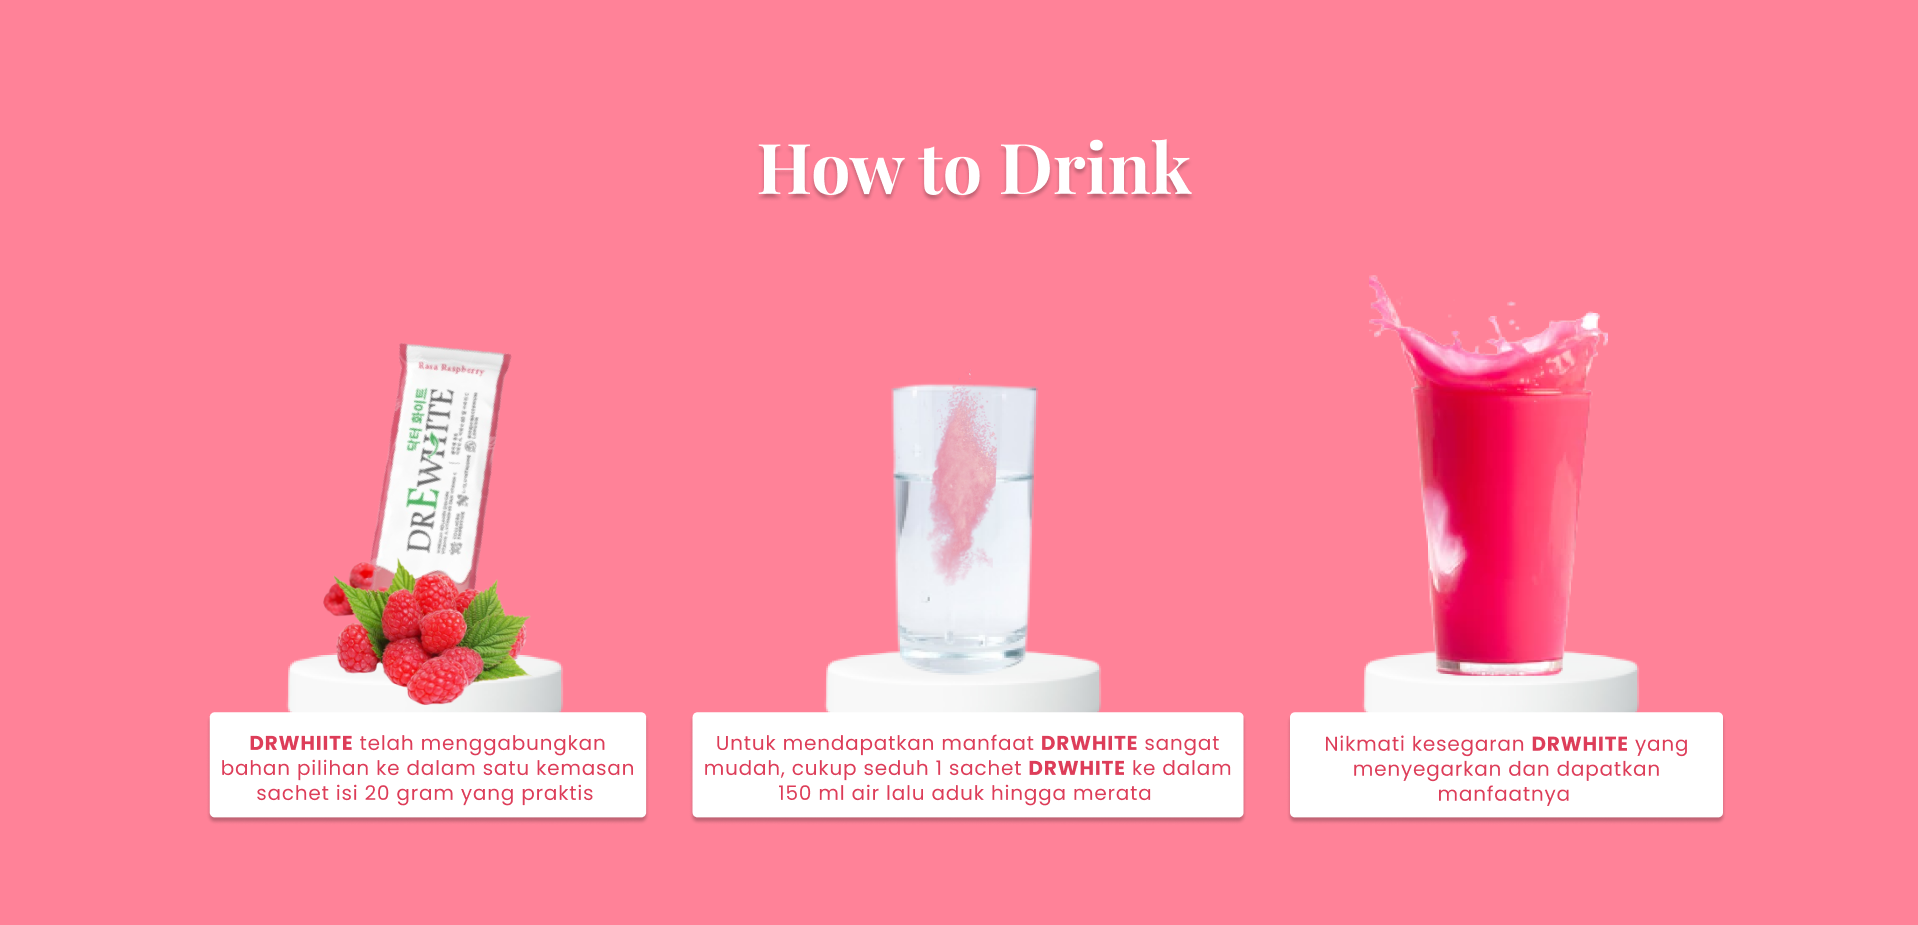 How to Drink
Rasa Raspberry
닥터 화이트
DREWHITE
DRWHIITE telah menggabungkan
bahan pilihan ke dalam satu kemasan
sachet isi 20 gram yang praktis
Untuk mendapatkan manfaat DRWHITE sangat
mudah, cukup seduh 1 sachet DRWHITE ke dalam
150 ml air lalu aduk hingga merata
Nikmati kesegaran DRWHITE yang
menyegarkan dan dapatkan
manfaatnya